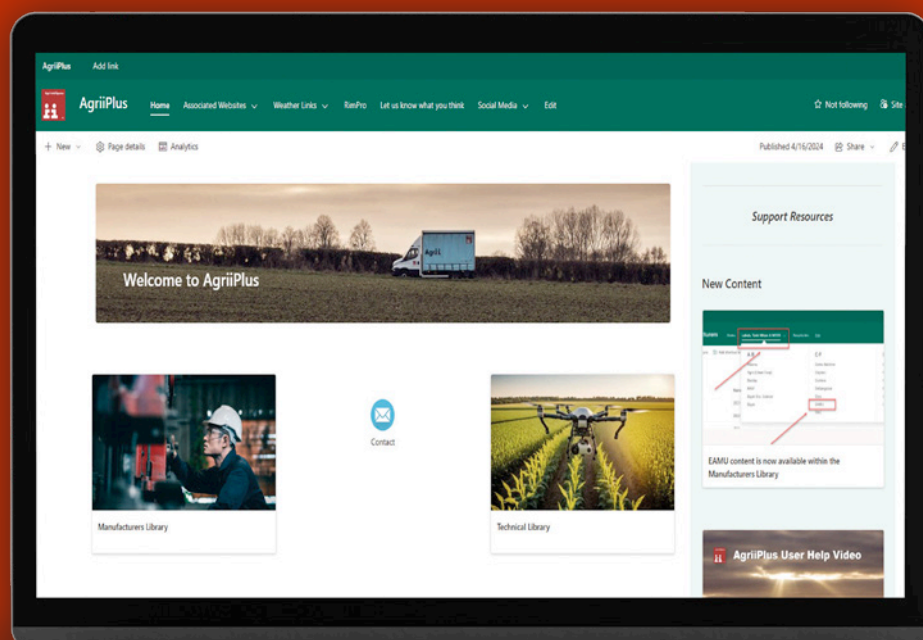 AgriiPlus Add link
AgriiPlus Home Associated Websites Weather Links RimPro Let us know what you think Social Media Edit Not following Site
+ New Page details Analytics Published 4/16/2024 Share
Agrii
Welcome to AgriiPlus
Support Resources
New Content
EAMU content is now available within the
Manufacturers Library
Contact
Manufacturers Library
Technical Library
AgriiPlus User Help Video